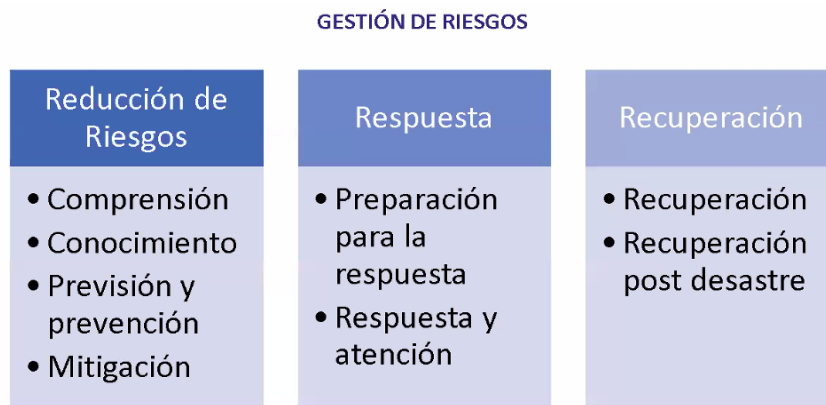 GESTIÓN DE RIESGOS
Reducción de
Riesgos
• Comprensión
• Conocimiento
• Previsión y
prevención
• Mitigación
Respuesta
• Preparación
para la
respuesta
• Respuesta y
atención
Recuperación
• Recuperación
• Recuperación
post desastre